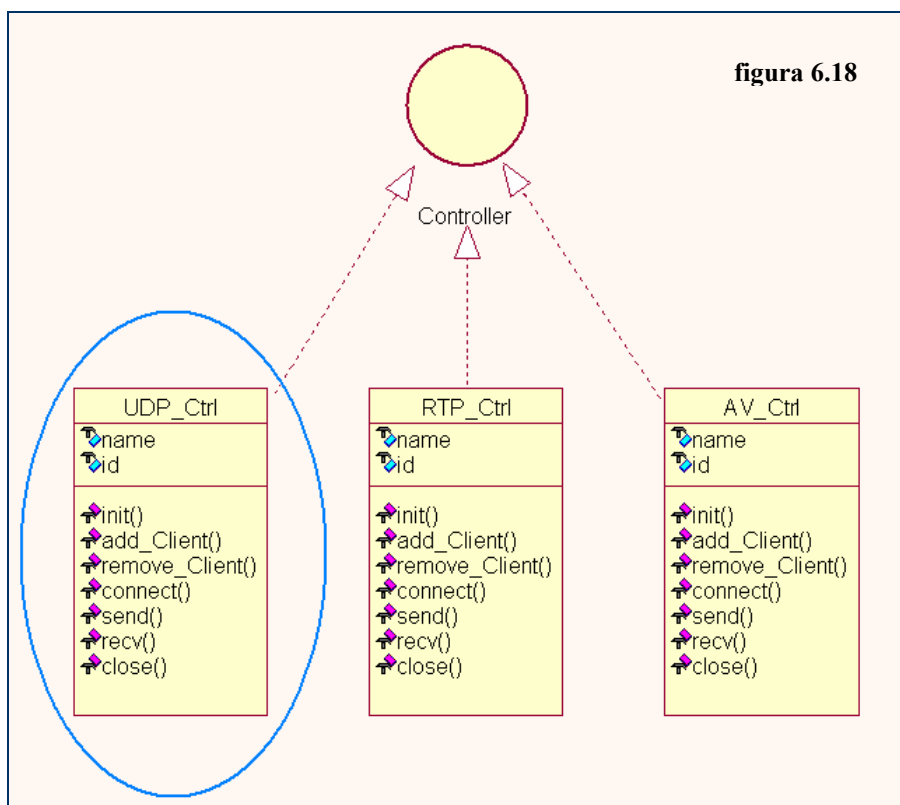 figura 6.18
Controller
UDP_Ctrl
name
id
init()
add_Client()
remove_Client()
connect()
send()
recv()
close()
RTP_Ctrl
name
id
init()
add_Client()
remove_Client()
connect()
send()
recv()
close()
AV_Ctrl
name
id
init()
add_Client()
remove_Client()
connect()
send()
recv()
close()